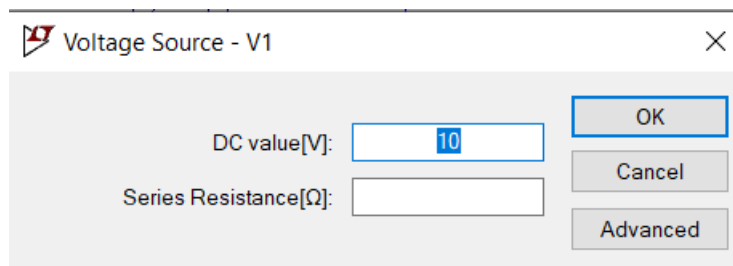 Voltage Source - V1
DC value[V]: 10
OK
Series Resistance[Ω]:
Cancel
Advanced